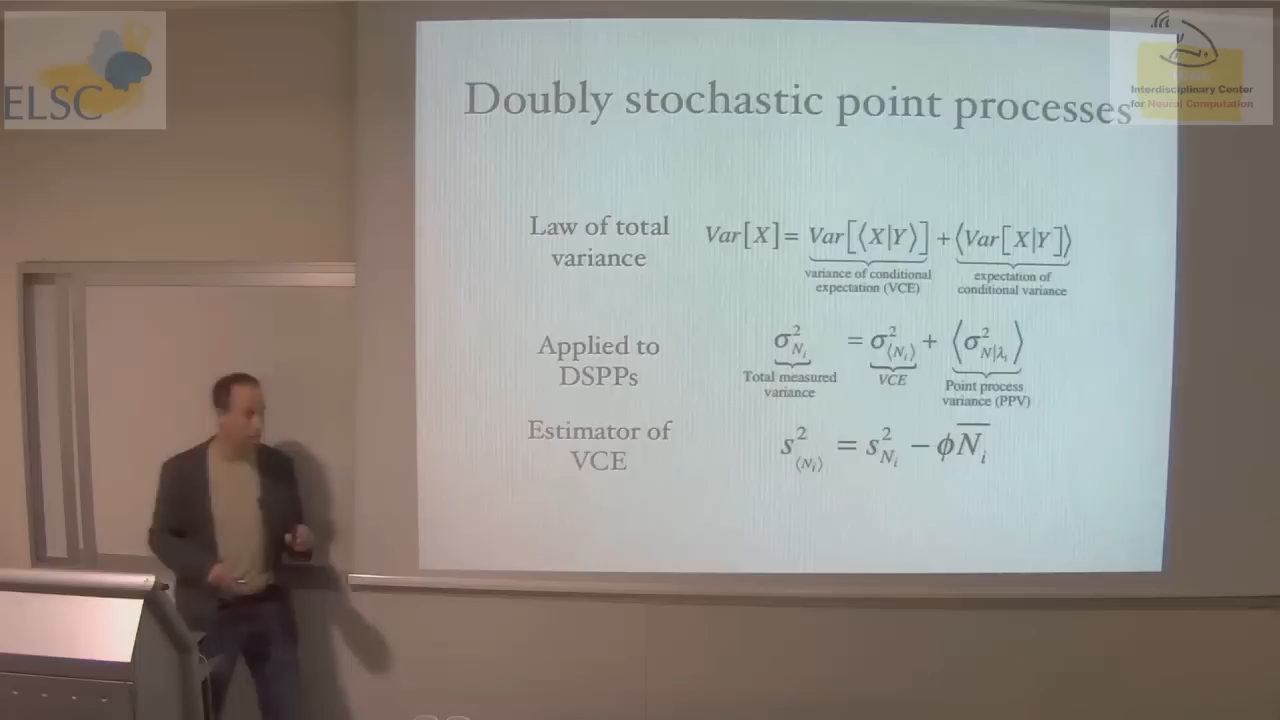 ELSC
Interdisciplinary Center
for Neural Computation
Doubly stochastic point processes
Law of total
variance
Var[X] = Var[⟨X|Y⟩] + ⟨Var[X|Y]⟩
variance of conditional
expectation (VCE)
expectation of
conditional variance
Applied to
DSPPs
σ²_{N_i} = σ²_{⟨N_i⟩} + ⟨σ²_{N|λ_i}⟩
Total measured
variance
VCE
Point process
variance (PPV)
Estimator of
VCE
s²_{⟨N_i⟩} = s²_{N_i} − φ\overline{N_i}